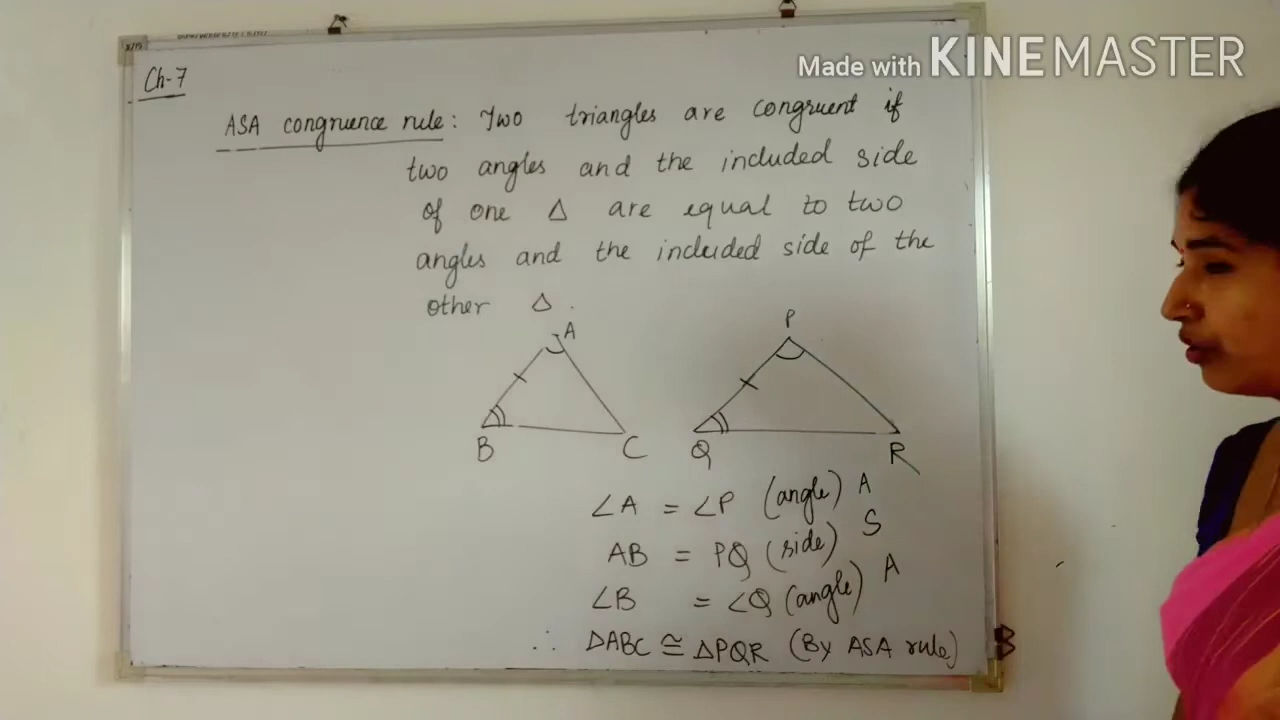 Made with KINEMASTER
Ch-7
ASA congruence rule: Two triangles are congruent if
two angles and the included side
of one Δ are equal to two
angles and the included side of the
other Δ.
A
P
B
C
Q
R
∠A = ∠P (angle) A
AB = PQ (side) S
∠B = ∠Q (angle) A
∴ ΔABC ≅ ΔPQR (By ASA rule)